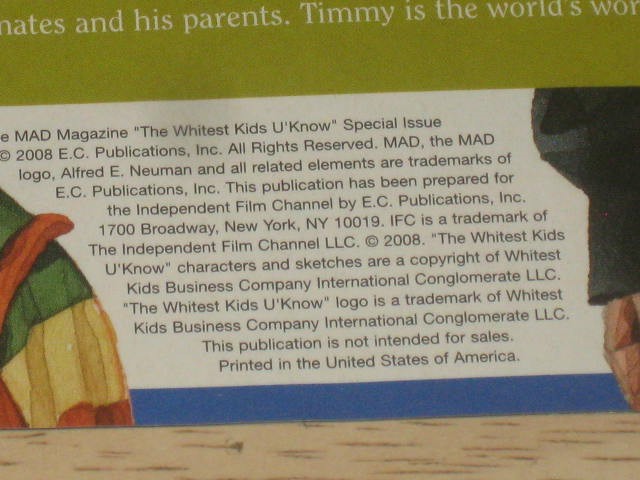 and his parents. Timmy is the world's
MAD Magazine "The Whitest Kids U'Know" Special Issue
© 2008 E.C. Publications, Inc. All Rights Reserved. MAD, the MAD
logo, Alfred E. Neuman and all related elements are trademarks of
E.C. Publications, Inc. This publication has been prepared for
the Independent Film Channel by E.C. Publications, Inc.
1700 Broadway, New York, NY 10019. IFC is a trademark of
The Independent Film Channel LLC. © 2008. "The Whitest Kids
U'Know" characters and sketches are a copyright of Whitest
Kids Business Company International Conglomerate LLC.
"The Whitest Kids U'Know" logo is a trademark of Whitest
Kids Business Company International Conglomerate LLC.
This publication is not intended for sales.
Printed in the United States of America.